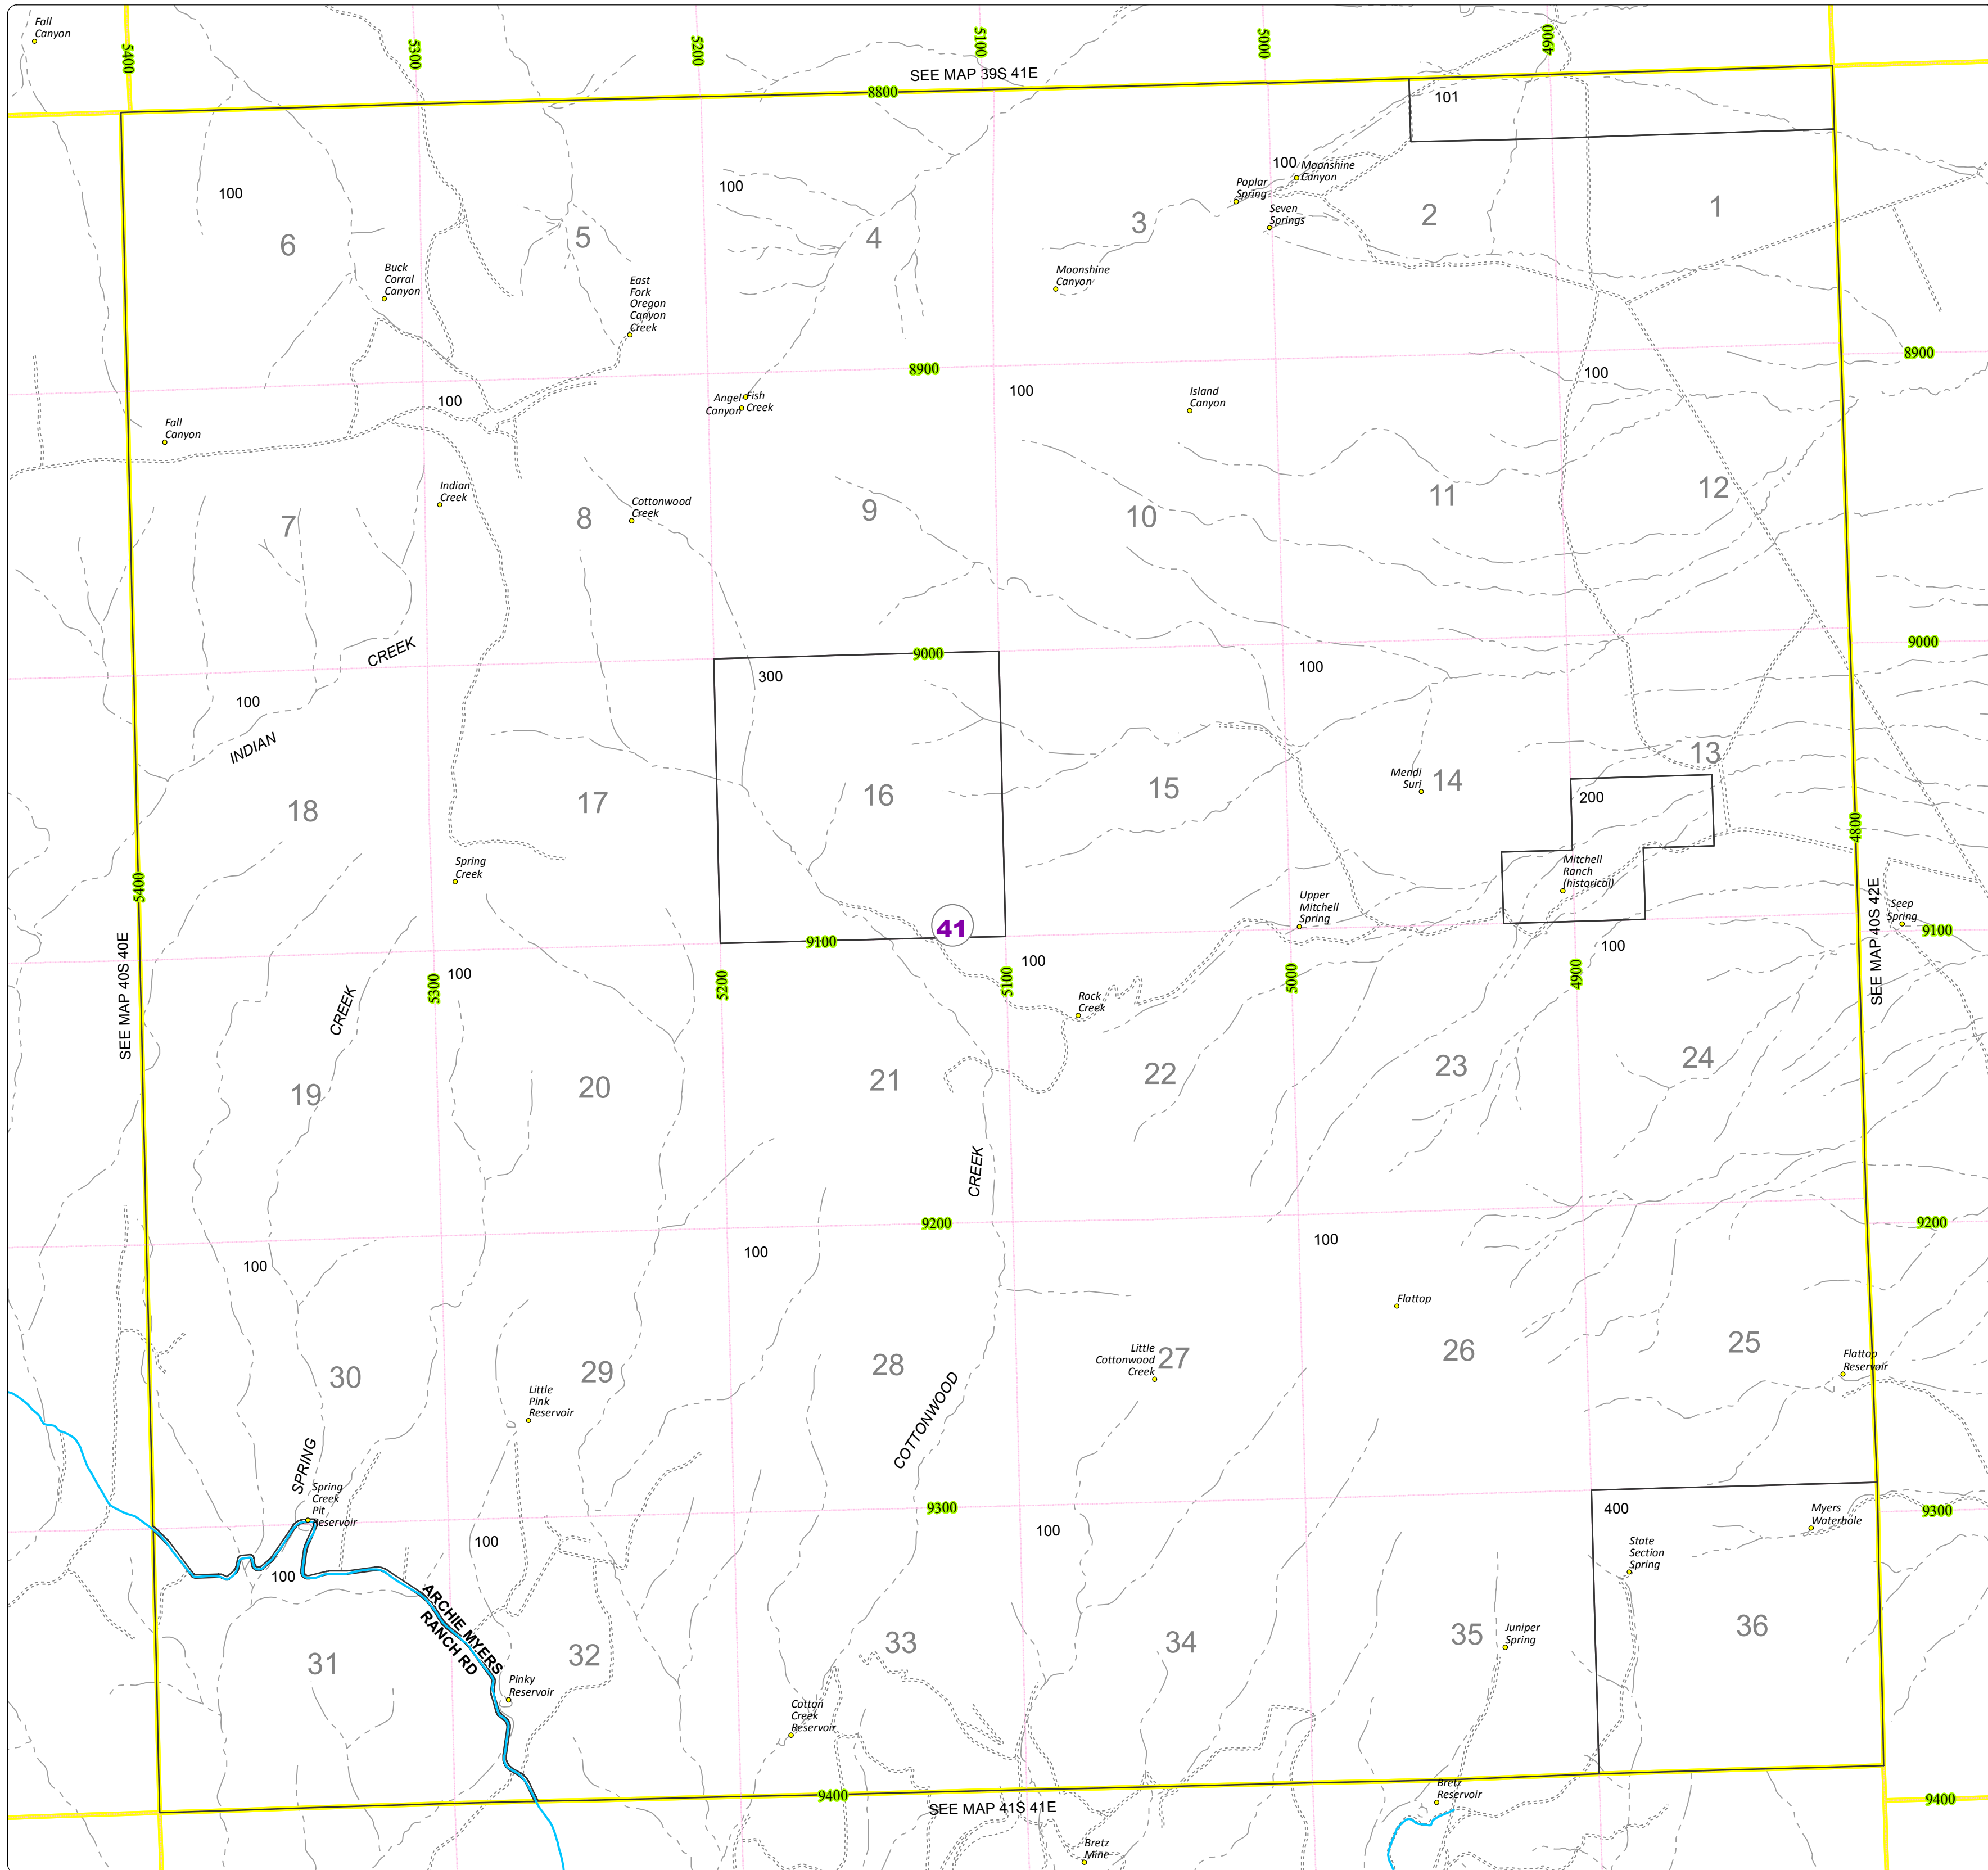 Fall
Canyon
5400
5300
5200
5100
5000
4900
SEE MAP 39S 41E
8800
101
100
Moonshine
Canyon
100
100
Poplar
Spring
Seven
Springs
6
5
4
3
2
1
Buck
Corral
Canyon
East
Fork
Oregon
Canyon
Creek
Moonshine
Canyon
8900
8900
100
100
100
Angel
Canyon
Fish
Creek
Island
Canyon
Fall
Canyon
Indian
Creek
Cottonwood
Creek
7
8
9
10
11
12
CREEK
9000
9000
300
100
100
INDIAN
18
17
16
15
Mendi
Suri
14
13
200
4800
5400
Spring
Creek
Mitchell
Ranch
(historical)
Upper
Mitchell
Spring
Seep
Spring
41
9100
9100
SEE MAP 40S 40E
SEE MAP 40S 42E
100
100
100
5300
5200
5100
5000
4900
CREEK
Rock
Creek
19
20
21
22
23
24
CREEK
9200
9200
100
100
100
Flattop
30
29
28
Little
Cottonwood
Creek
27
26
25
Flattop
Reservoir
Little
Pink
Reservoir
COTTONWOOD
SPRING
Spring
Creek
Pit
Reservoir
9300
9300
400
Myers
Waterhole
100
100
100
State
Section
Spring
ARCHIE MYERS
RANCH RD
31
32
33
34
35
36
Juniper
Spring
Pinky
Reservoir
Cotton
Creek
Reservoir
9400
9400
SEE MAP 41S 41E
Bretz
Reservoir
Bretz
Mine